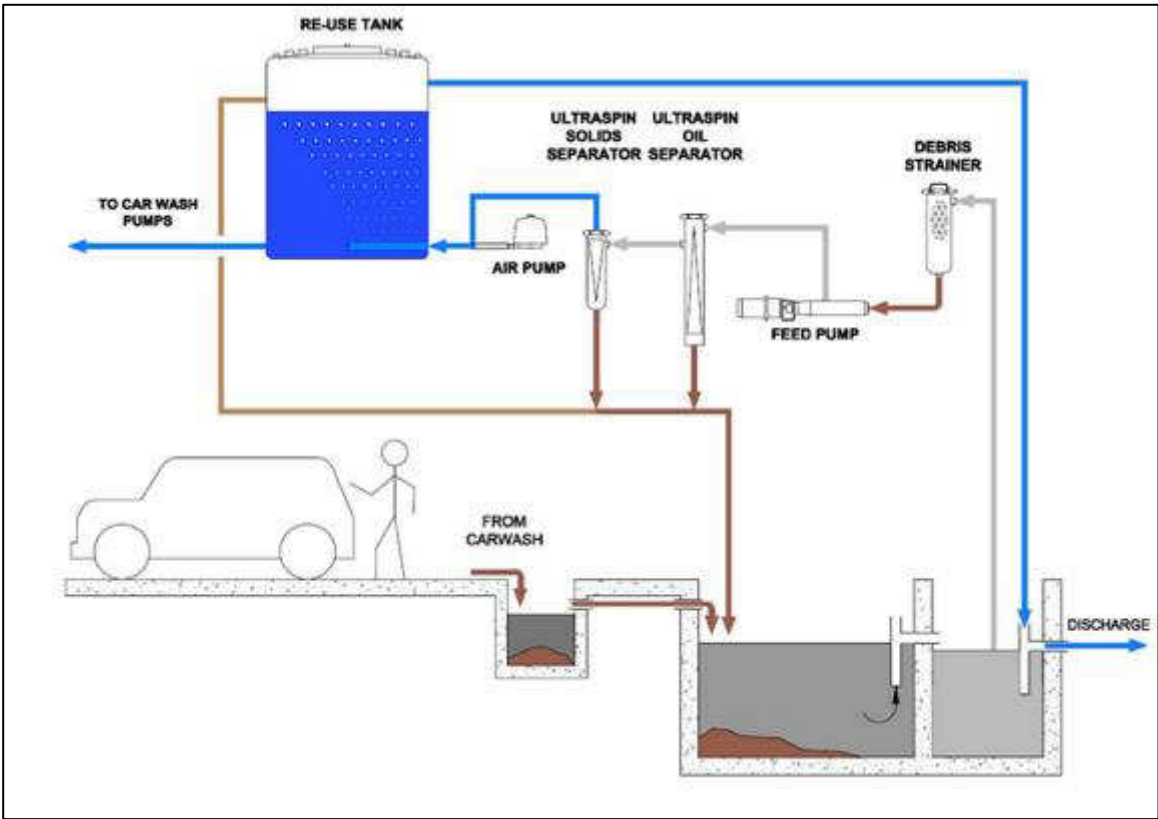 RE-USE TANK
ULTRASPIN
SOLIDS
SEPARATOR
ULTRASPIN
OIL
SEPARATOR
DEBRIS
STRAINER
TO CAR WASH
PUMPS
AIR PUMP
FEED PUMP
FROM
CARWASH
DISCHARGE